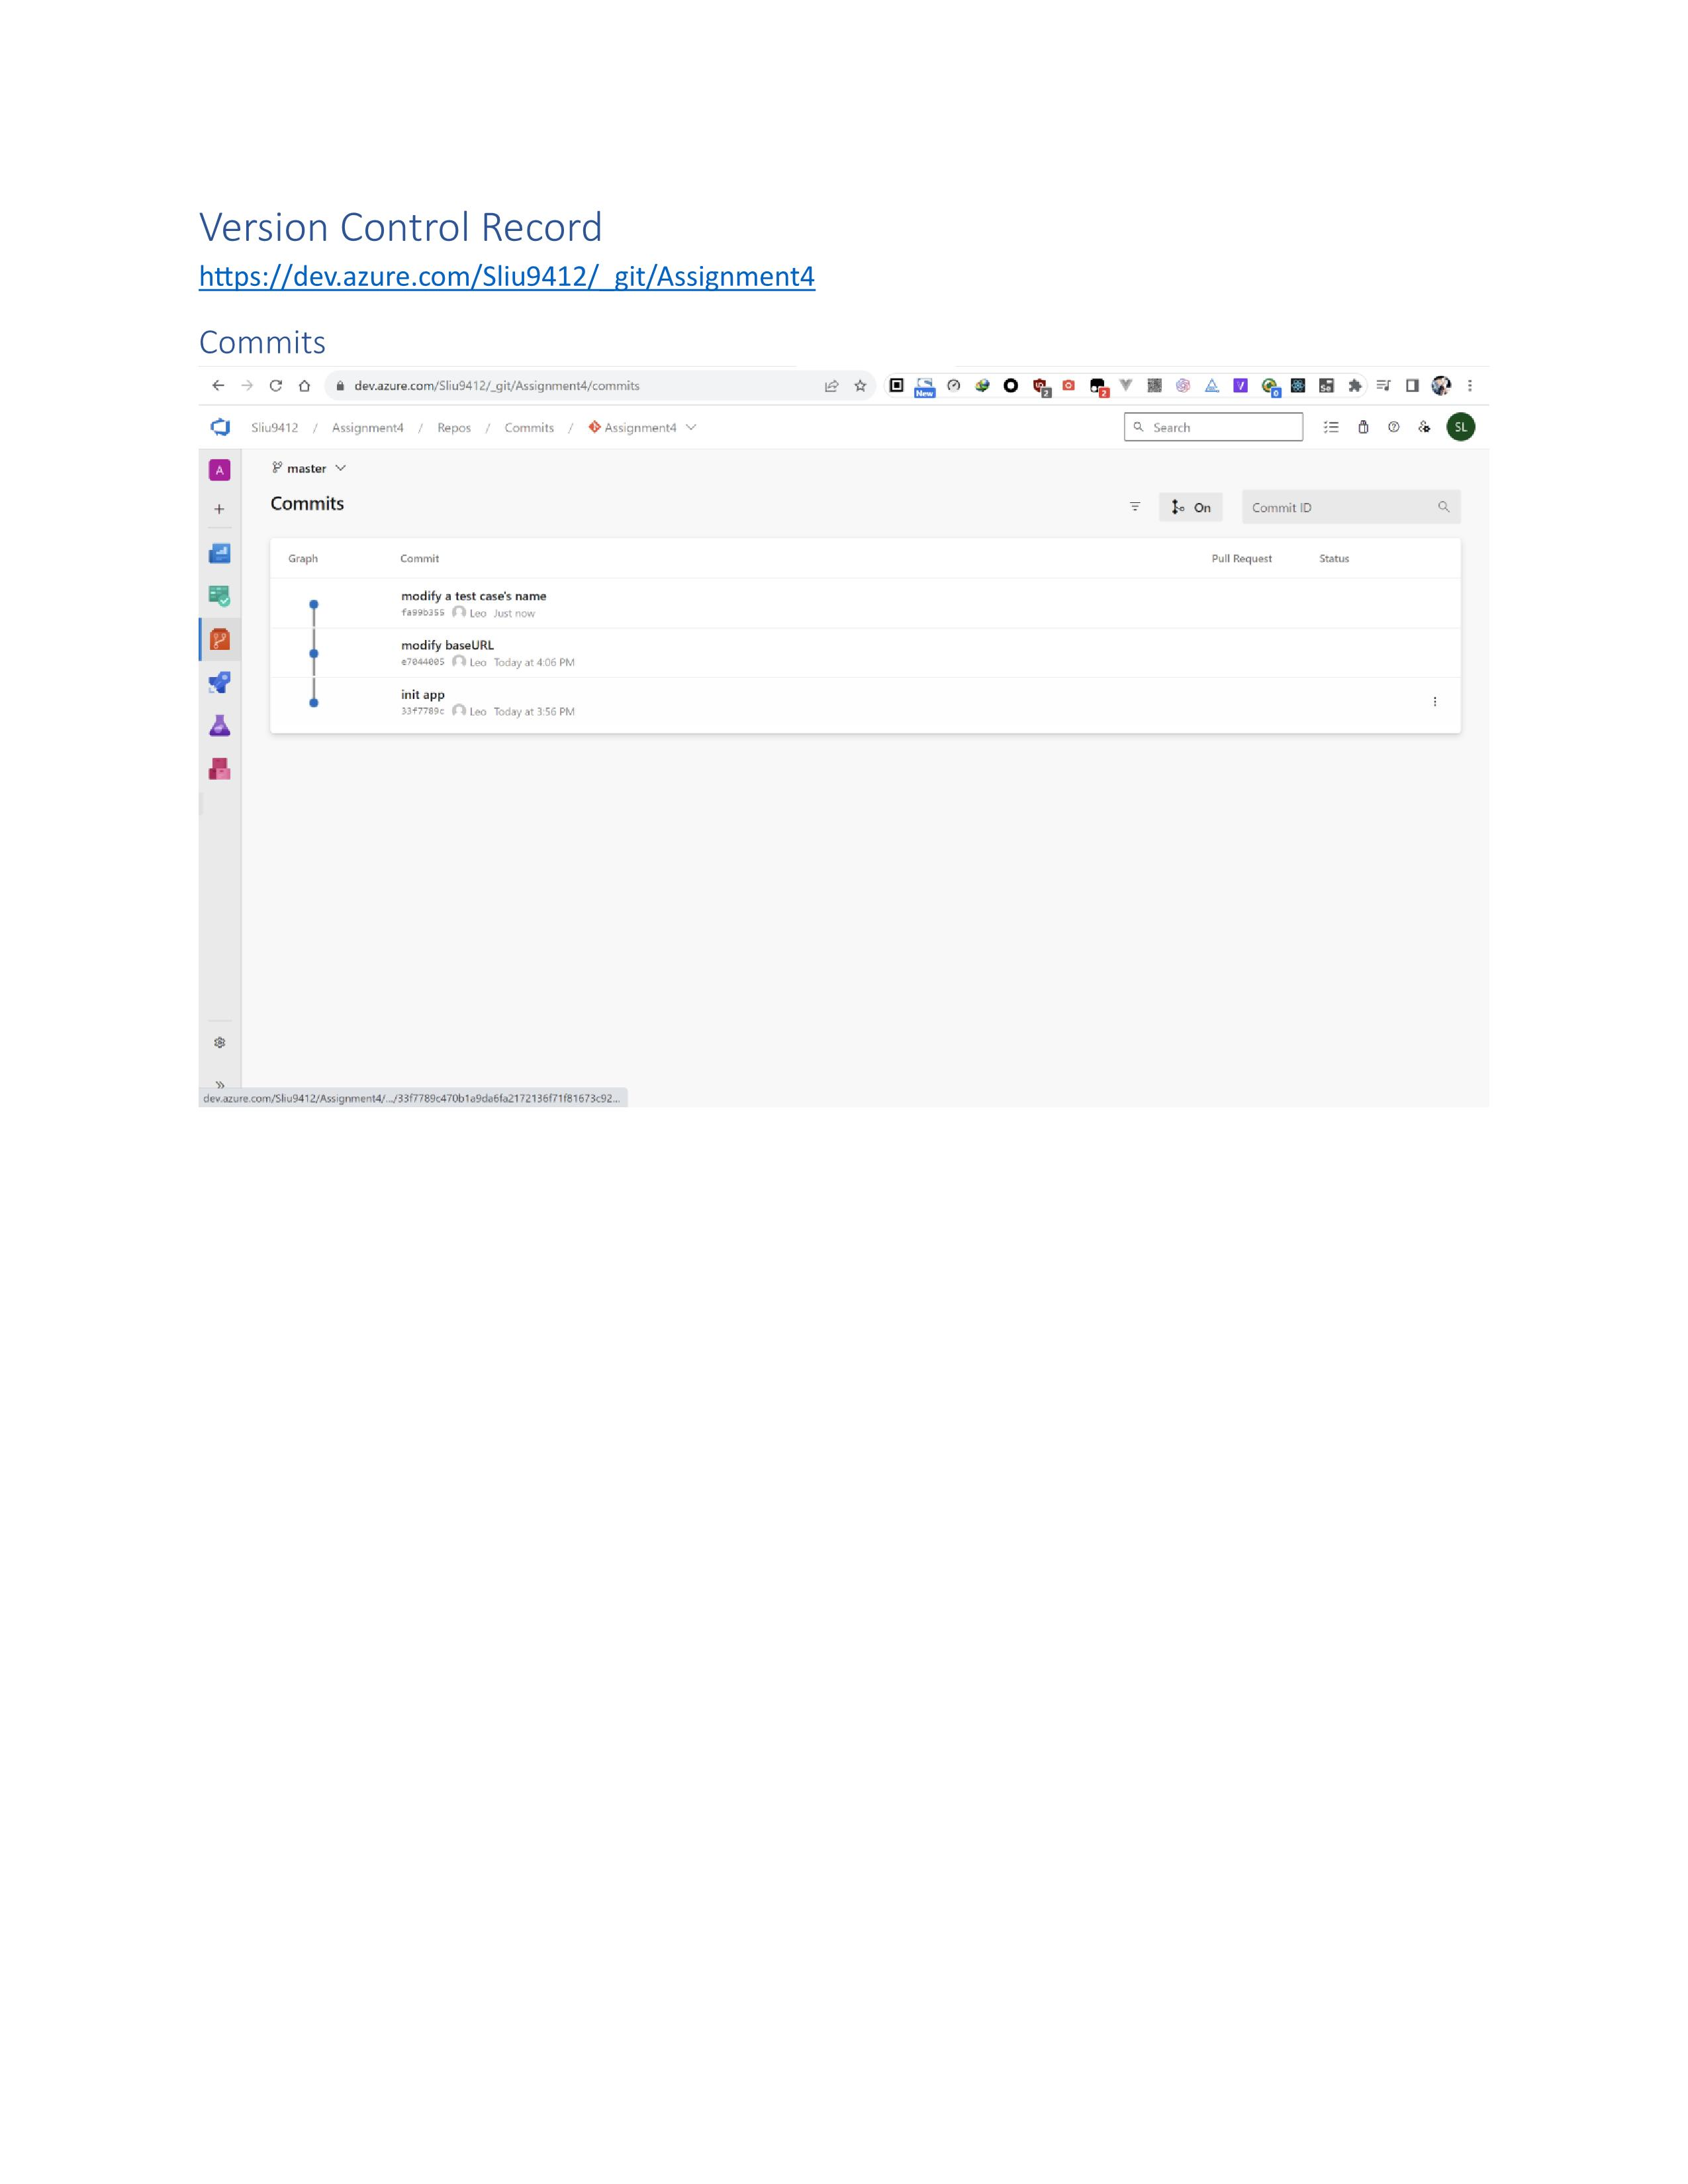 Version Control Record
https://dev.azure.com/Sliu9412/_git/Assignment4
Commits
dev.azure.com/Sliu9412/_git/Assignment4/commits
New
2
2
0
Sliu9412 / Assignment4 / Repos / Commits / Assignment4
Search
SL
A
master
Commits
On
Commit ID
Graph Commit Pull Request Status
modify a test case's name
fa99b355 Leo Just now
modify baseURL
e7044005 Leo Today at 4:06 PM
init app
33f7789c Leo Today at 3:56 PM
dev.azure.com/Sliu9412/Assignment4/.../33f7789c470b1a9da6fa2172136f71f81673c92...